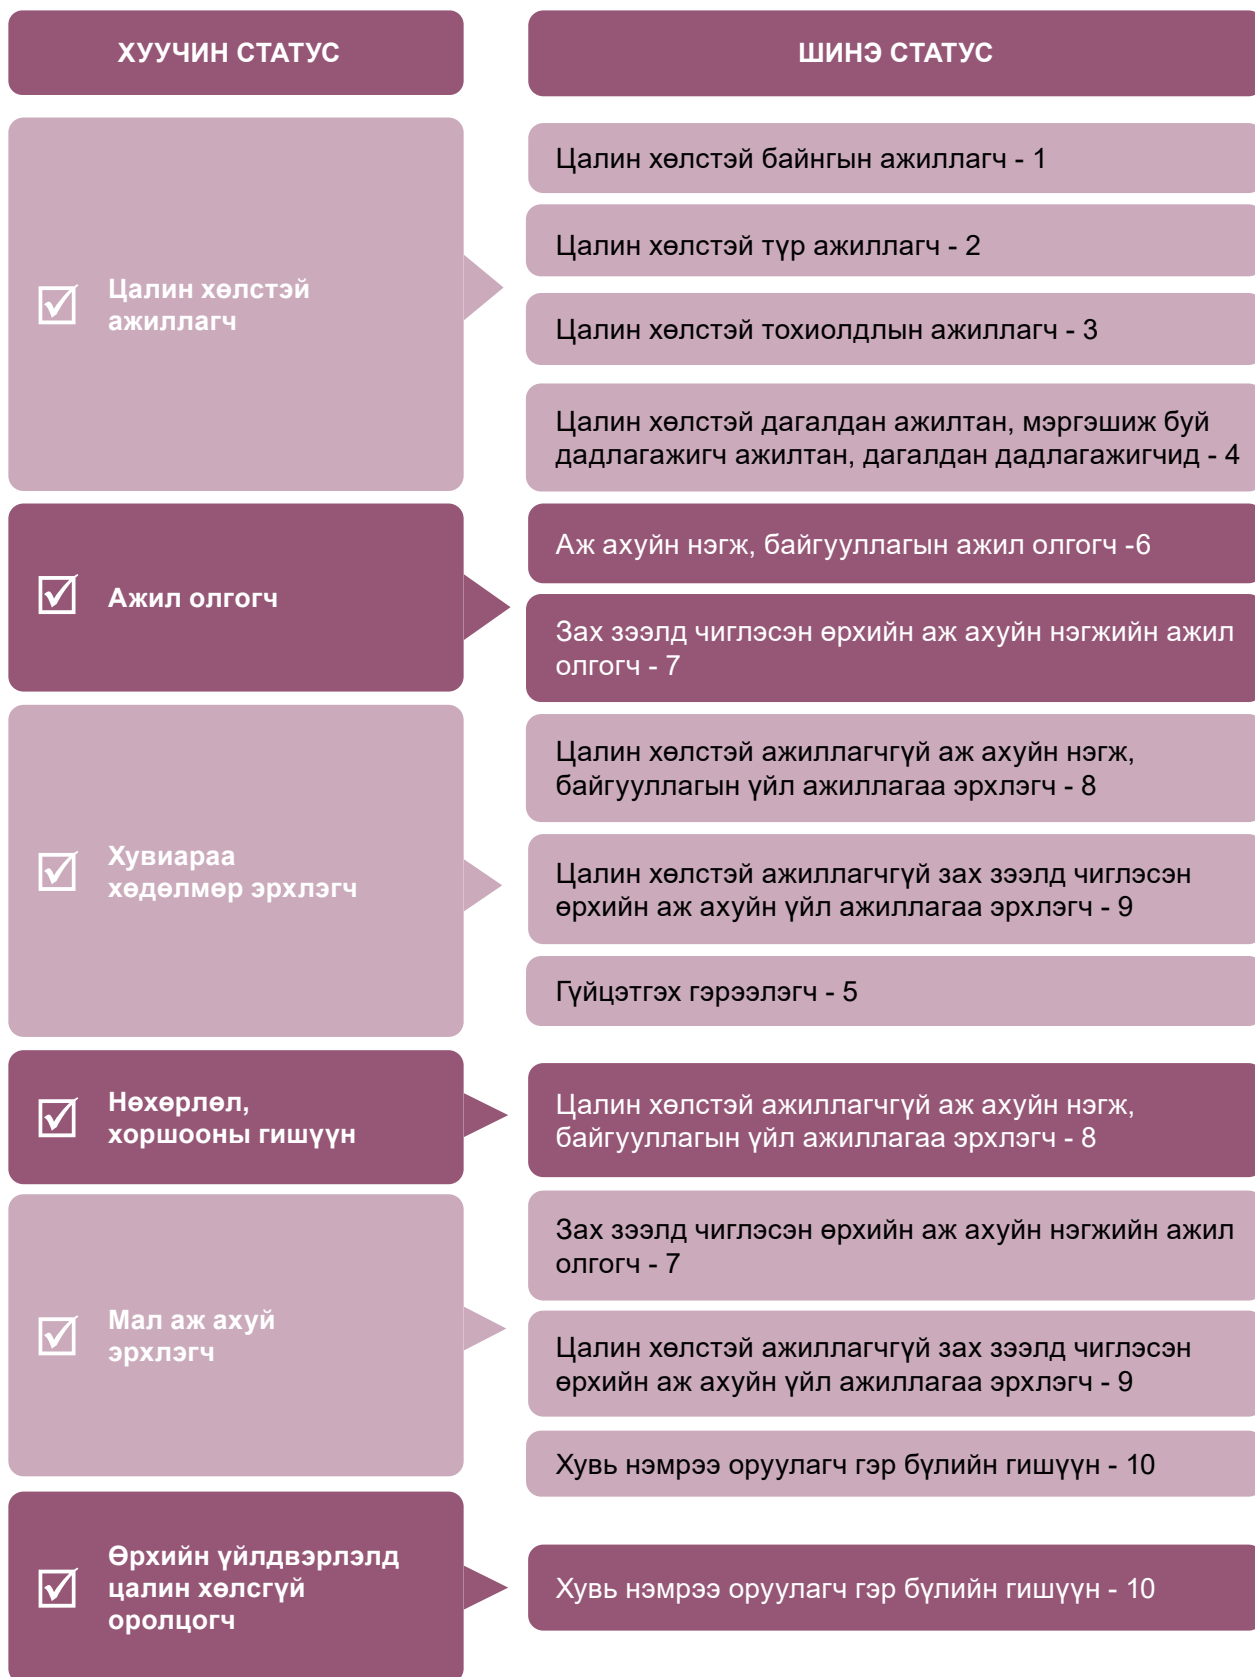 ХУУЧИН СТАТУС
ШИНЭ СТАТУС
Цалин хөлстэй
ажиллагч
Цалин хөлстэй байнгын ажиллагч - 1
Цалин хөлстэй түр ажиллагч - 2
Цалин хөлстэй тохиолдлын ажиллагч - 3
Цалин хөлстэй дагалдан ажилтан, мэргэшиж буй
дадлагажигч ажилтан, дагалдан дадлагажигчид - 4
Ажил олгогч
Аж ахуйн нэгж, байгууллагын ажил олгогч -6
Зах зээлд чиглэсэн өрхийн аж ахуйн нэгжийн ажил
олгогч - 7
Хувиараа
хөдөлмөр эрхлэгч
Цалин хөлстэй ажиллагчгүй аж ахуйн нэгж,
байгууллагын үйл ажиллагаа эрхлэгч - 8
Цалин хөлстэй ажиллагчгүй зах зээлд чиглэсэн
өрхийн аж ахуйн үйл ажиллагаа эрхлэгч - 9
Гүйцэтгэх гэрээлэгч - 5
Нөхөрлөл,
хоршооны гишүүн
Цалин хөлстэй ажиллагчгүй аж ахуйн нэгж,
байгууллагын үйл ажиллагаа эрхлэгч - 8
Мал аж ахуй
эрхлэгч
Зах зээлд чиглэсэн өрхийн аж ахуйн нэгжийн ажил
олгогч - 7
Цалин хөлстэй ажиллагчгүй зах зээлд чиглэсэн
өрхийн аж ахуйн үйл ажиллагаа эрхлэгч - 9
Хувь нэмрээ оруулагч гэр бүлийн гишүүн - 10
Өрхийн үйлдвэрлэлд
цалин хөлсгүй
оролцогч
Хувь нэмрээ оруулагч гэр бүлийн гишүүн - 10